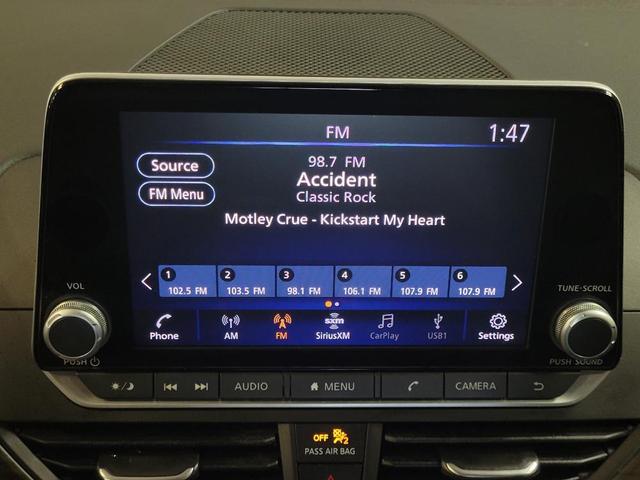 FM 1:47
Source
98.7 FM
Accident
FM Menu
Classic Rock
Motley Crue - Kickstart My Heart
1 2 3 4 5 6
102.5 FM 103.5 FM 98.1 FM 106.1 FM 107.9 FM 107.9 FM
VOL
TUNE·SCROLL
sxm
Phone AM FM SiriusXM CarPlay USB1 Settings
PUSH
PUSH SOUND
AUDIO MENU CAMERA
OFF 2
PASS AIR BAG